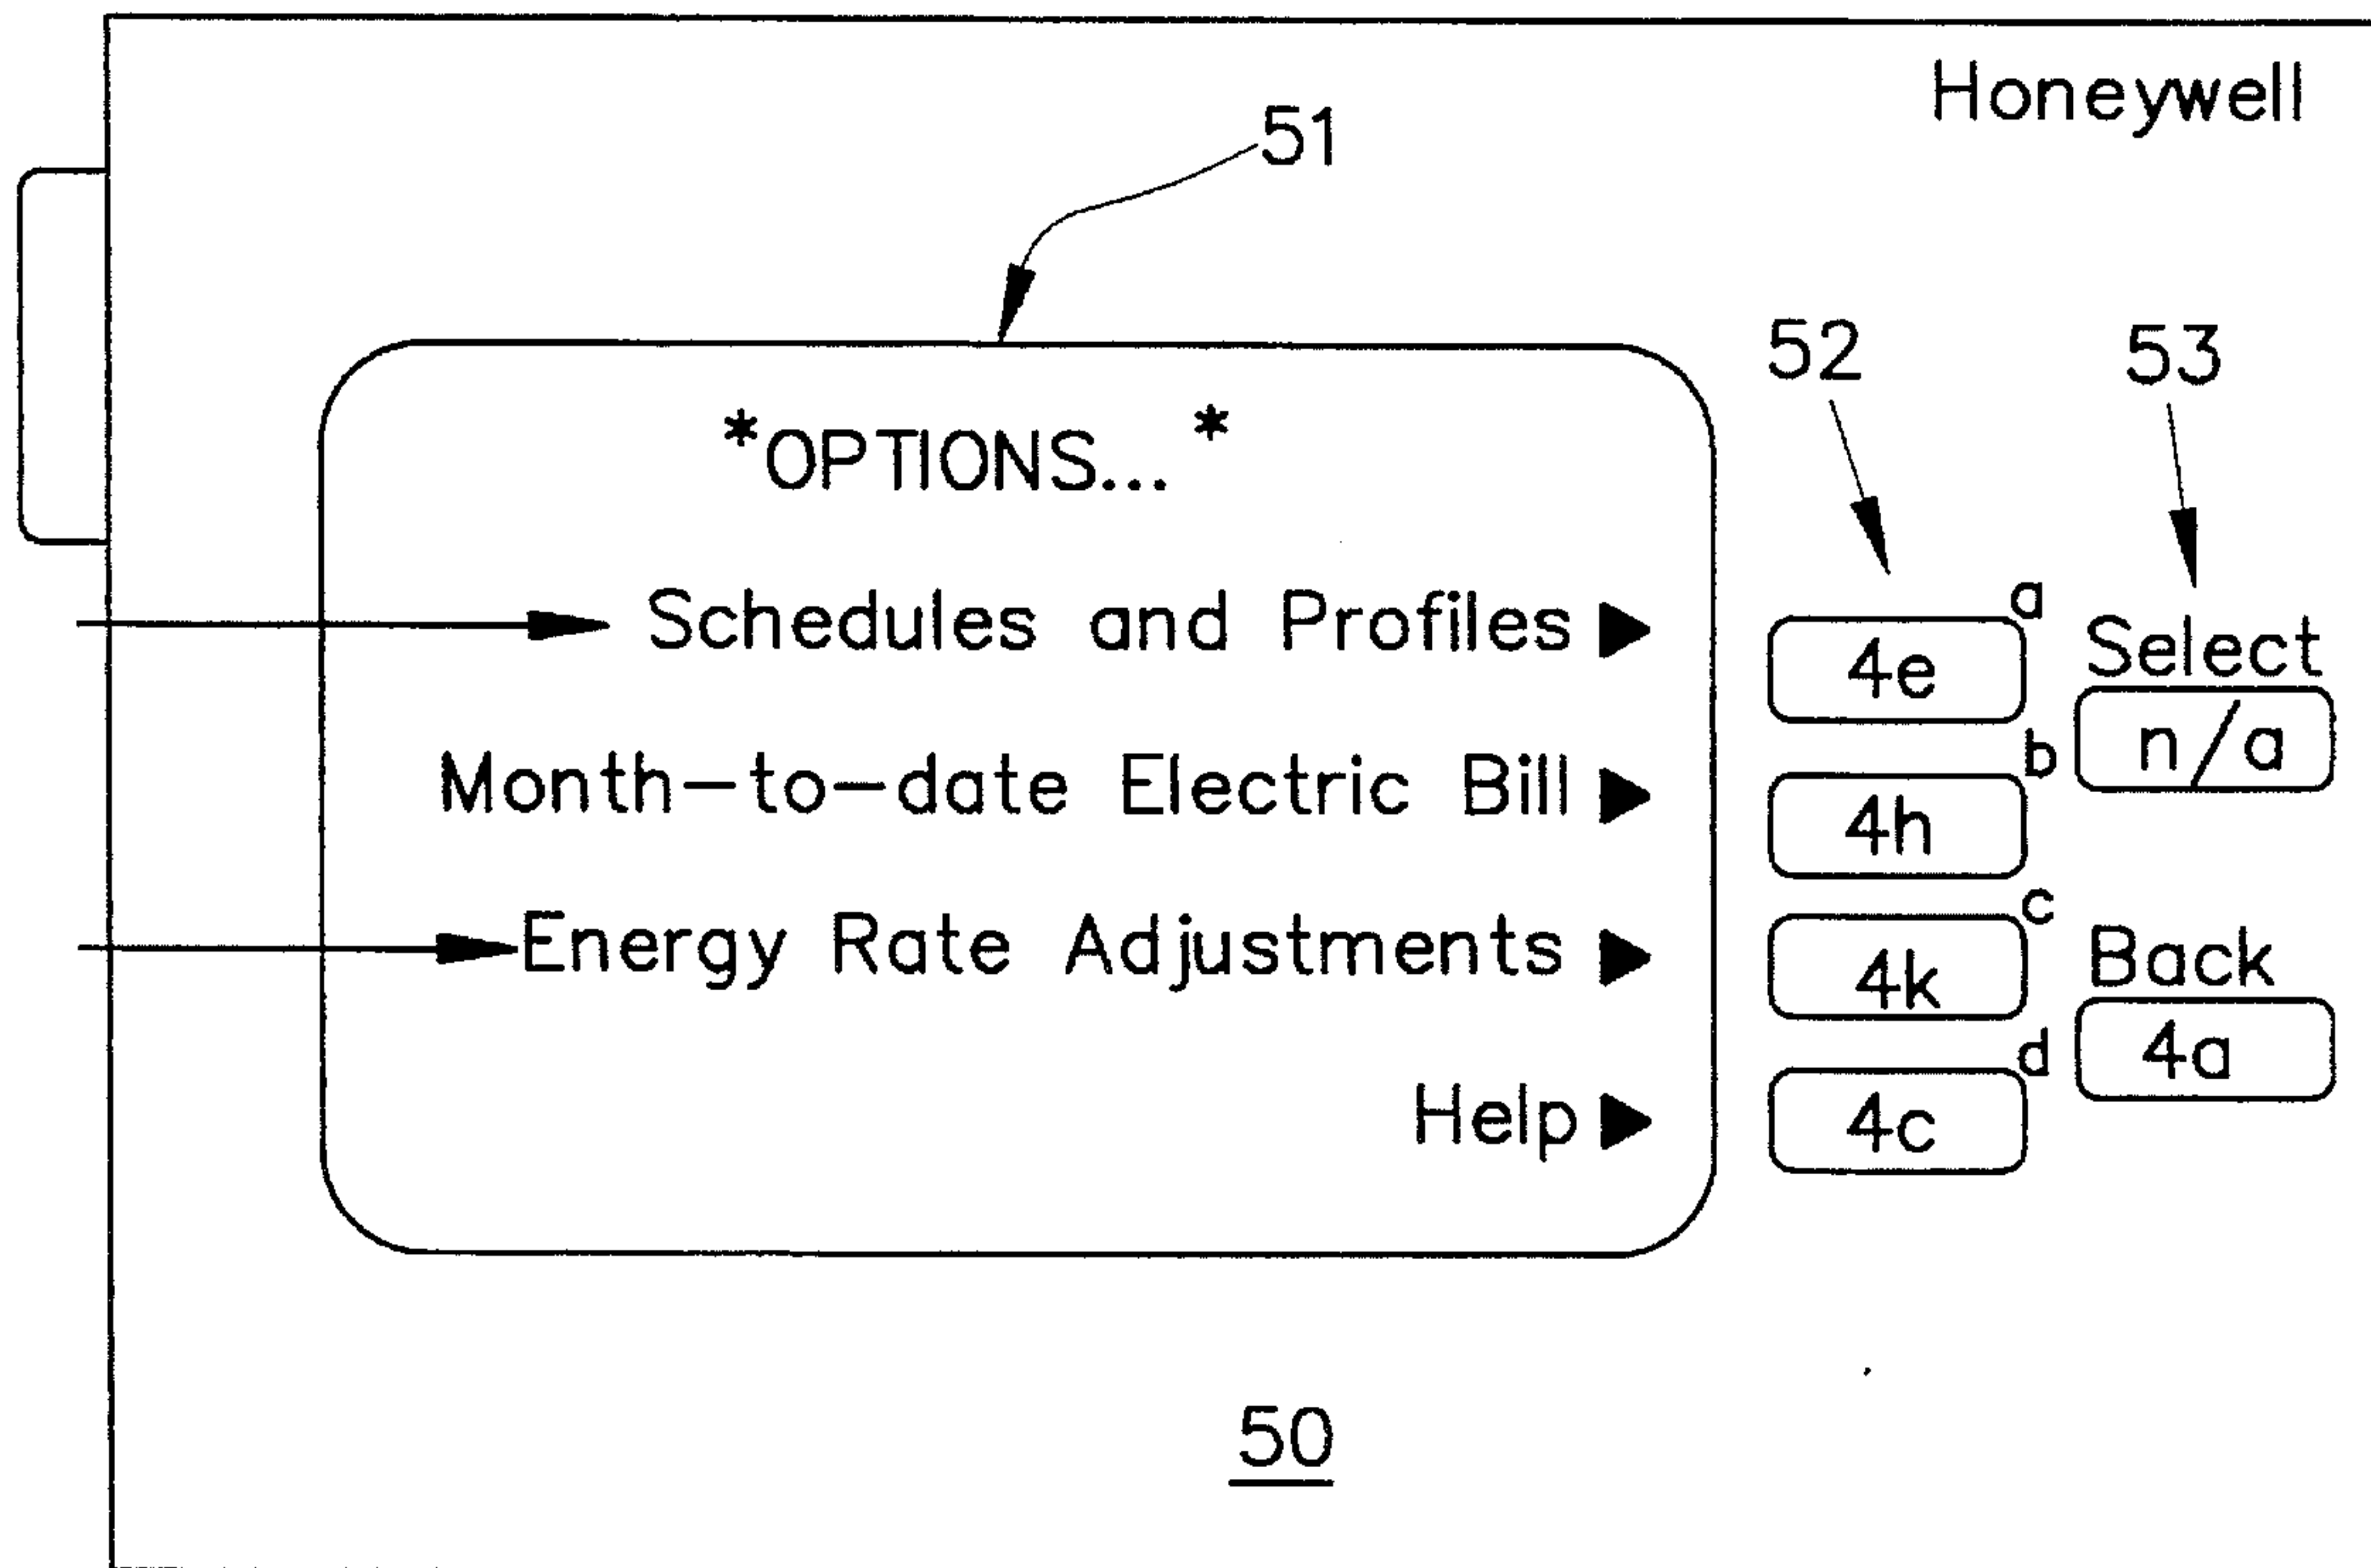 Honeywell
51
52 53
*OPTIONS... *
Schedules and Profiles ▶ 4e a Select
n/a
Month-to-date Electric Bill ▶ 4h b
Energy Rate Adjustments ▶ 4k c Back
4a
Help ▶ 4c d
50